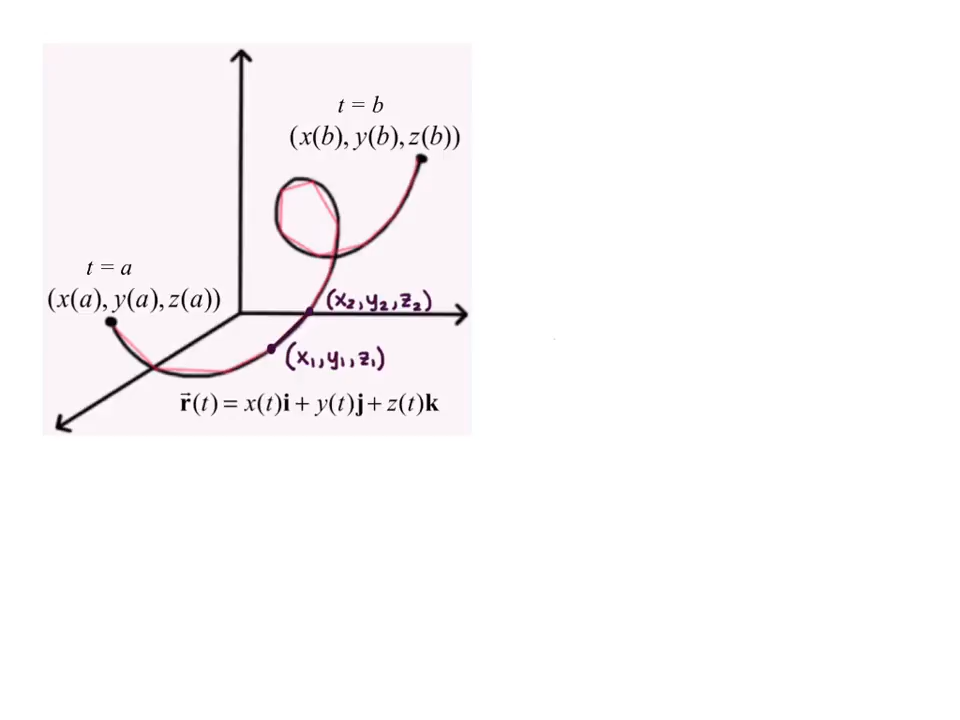 t = b
(x(b), y(b), z(b))
t = a
(x(a), y(a), z(a))
(x₂, y₂, z₂)
(x₁, y₁, z₁)
r⃗(t) = x(t)i + y(t)j + z(t)k